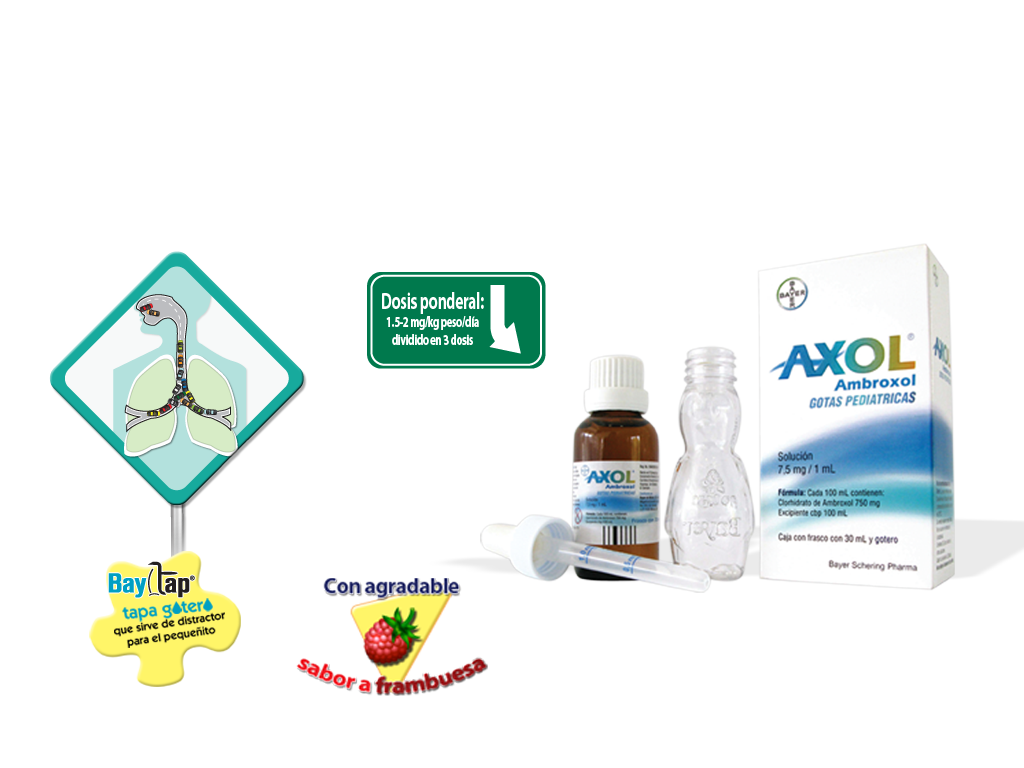 Dosis ponderal:
1.5-2 mg/kg peso/día
dividido en 3 dosis
Bay Tap®
tapa gotero
que sirve de distractor
para el pequeñito
Con agradable
sabor a frambuesa
AXOL
Ambroxol
BAYER
BAYER
AXOL®
Ambroxol
GOTAS PEDIATRICAS
Solución
7,5 mg / 1 mL
Fórmula: Cada 100 mL contienen:
Clorhidrato de Ambroxol 750 mg
Excipiente cbp 100 mL
Caja con frasco con 30 mL y gotero
Bayer Schering Pharma
AXOL